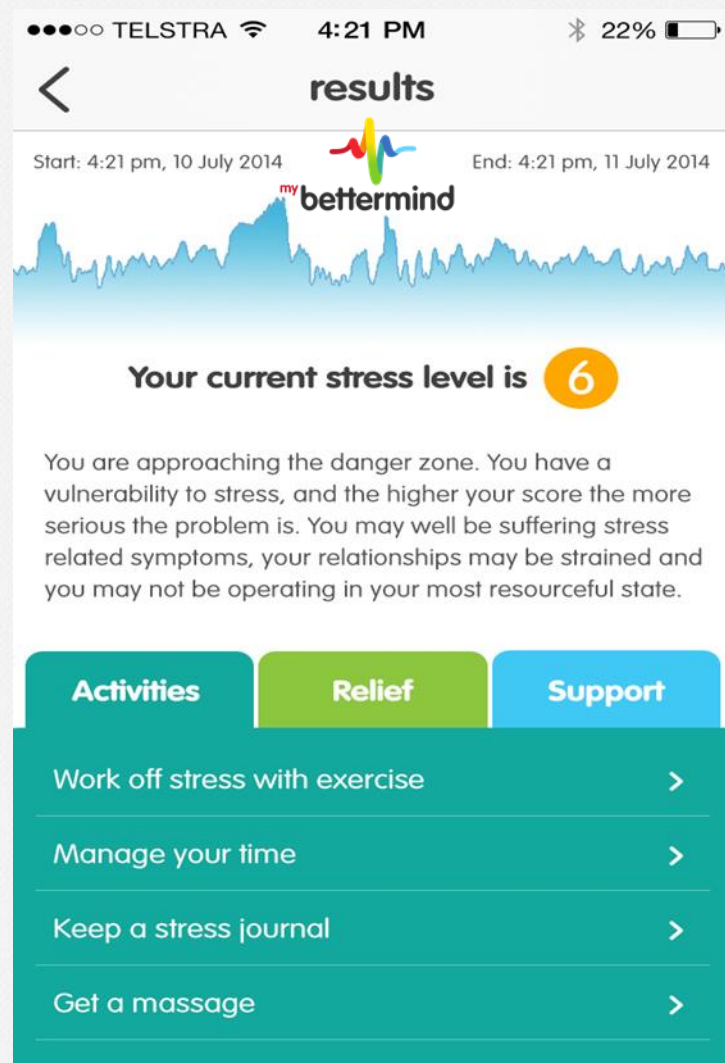 TELSTRA 4:21 PM 22%
results
Start: 4:21 pm, 10 July 2014 End: 4:21 pm, 11 July 2014
my bettermind
Your current stress level is 6
You are approaching the danger zone. You have a
vulnerability to stress, and the higher your score the more
serious the problem is. You may well be suffering stress
related symptoms, your relationships may be strained and
you may not be operating in your most resourceful state.
Activities Relief Support
Work off stress with exercise
Manage your time
Keep a stress journal
Get a massage